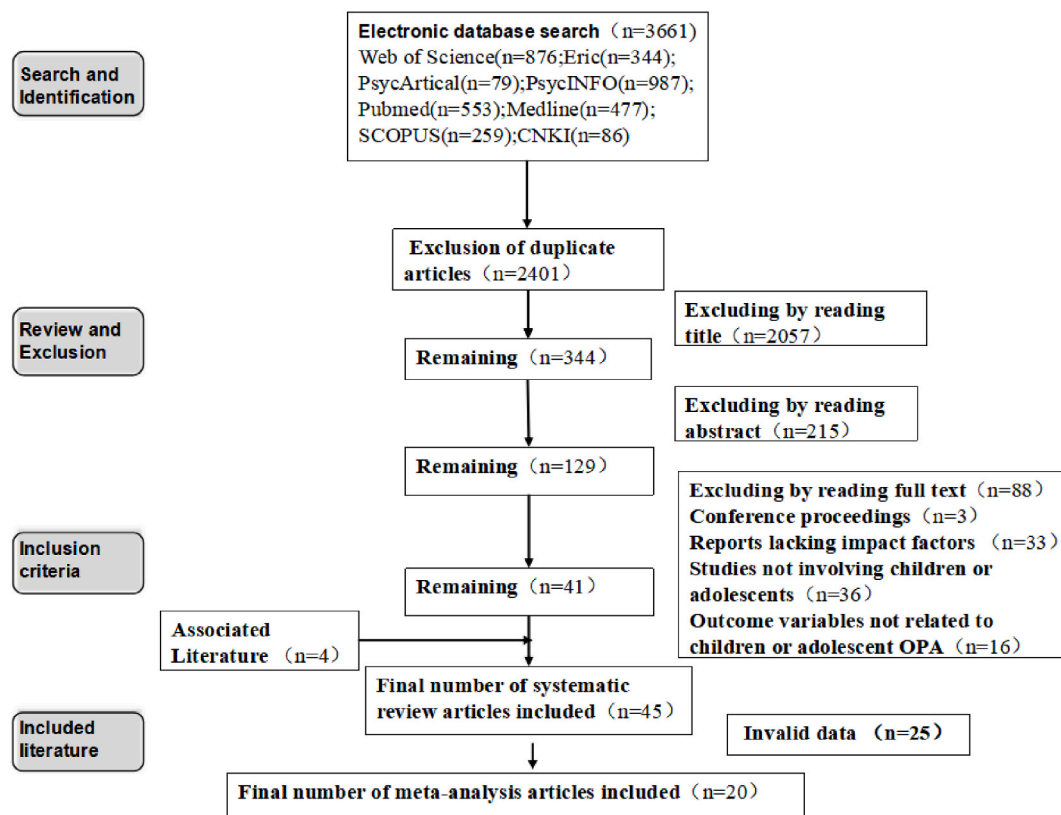 Search and
Identification
Electronic database search（n=3661)
Web of Science(n=876;Eric(n=344);
PsycArtical(n=79);PsycINFO(n=987);
Pubmed(n=553);Medline(n=477);
SCOPUS(n=259);CNKI(n=86)
Exclusion of duplicate
articles（n=2401）
Review and
Exclusion
Excluding by reading
title（n=2057）
Remaining（n=344）
Excluding by reading
abstract（n=215）
Remaining（n=129）
Inclusion
criteria
Excluding by reading full text（n=88）
Conference proceedings（n=3）
Reports lacking impact factors（n=33）
Studies not involving children or
adolescents（n=36）
Outcome variables not related to
children or adolescent OPA（n=16）
Remaining（n=41）
Associated
Literature（n=4）
Final number of systematic
review articles included（n=45）
Included
literature
Invalid data（n=25）
Final number of meta-analysis articles included（n=20）